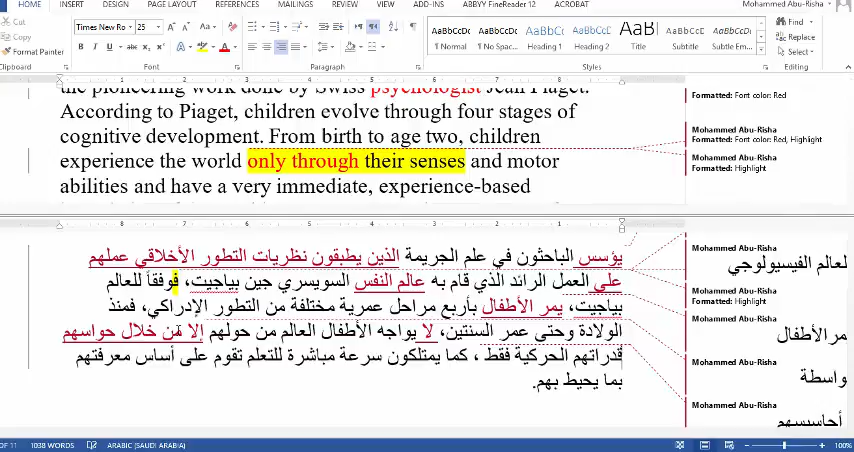 HOME INSERT DESIGN PAGE LAYOUT REFERENCES MAILINGS REVIEW VIEW ADD-INS ABBYY FineReader 12 ACROBAT Mohammed Abu-Risha
Cut
Copy
Format Painter
Times New Ro 25
AaBbCcDc AaBbCcDc AaBbC AaBbCc AaBl AaBbCcD AaBbCcDc
¶ Normal ¶ No Spac... Heading 1 Heading 2 Title Subtitle Subtle Em...
Find
Replace
Select
Clipboard Font Paragraph Styles Editing
the pioneering work done by Swiss psychologist Jean Piaget.
According to Piaget, children evolve through four stages of
cognitive development. From birth to age two, children
experience the world only through their senses and motor
abilities and have a very immediate, experience-based
Formatted: Font color: Red
Mohammed Abu-Risha
Formatted: Font color: Red, Highlight
Mohammed Abu-Risha
Formatted: Highlight
يؤسس الباحثون في علم الجريمة الذين يطبقون نظريات التطور الأخلاقي عملهم
على العمل الرائد الذي قام به عالم النفس السويسري جين بياجيت، فوفقاً للعالم
بياجيت، يمر الأطفال بأربع مراحل عمرية مختلفة من التطور الإدراكي، فمنذ
الولادة وحتى عمر السنتين، لا يواجه الأطفال العالم من حولهم إلا من خلال حواسهم
قدراتهم الحركية فقط ، كما يمتلكون سرعة مباشرة للتعلم تقوم على أساس معرفتهم
بما يحيط بهم.
Mohammed Abu-Risha
لعالم الفيسيولوجي
Mohammed Abu-Risha
Formatted: Highlight
Mohammed Abu-Risha
مر الأطفال
Mohammed Abu-Risha
واسطة
Mohammed Abu-Risha
أحاسيسهم
OF 11 1038 WORDS ARABIC (SAUDI ARABIA) 100%